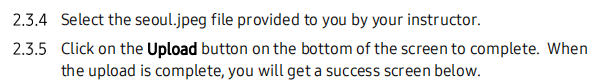 2.3.4 Select the seoul.jpeg file provided to you by your instructor.
2.3.5 Click on the Upload button on the bottom of the screen to complete.  When
the upload is complete, you will get a success screen below.